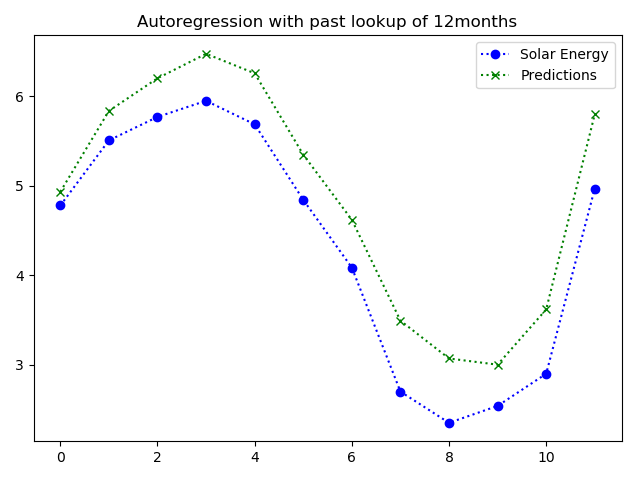 Autoregression with past lookup of 12months
Solar Energy
Predictions
6
5
4
3
0 2 4 6 8 10